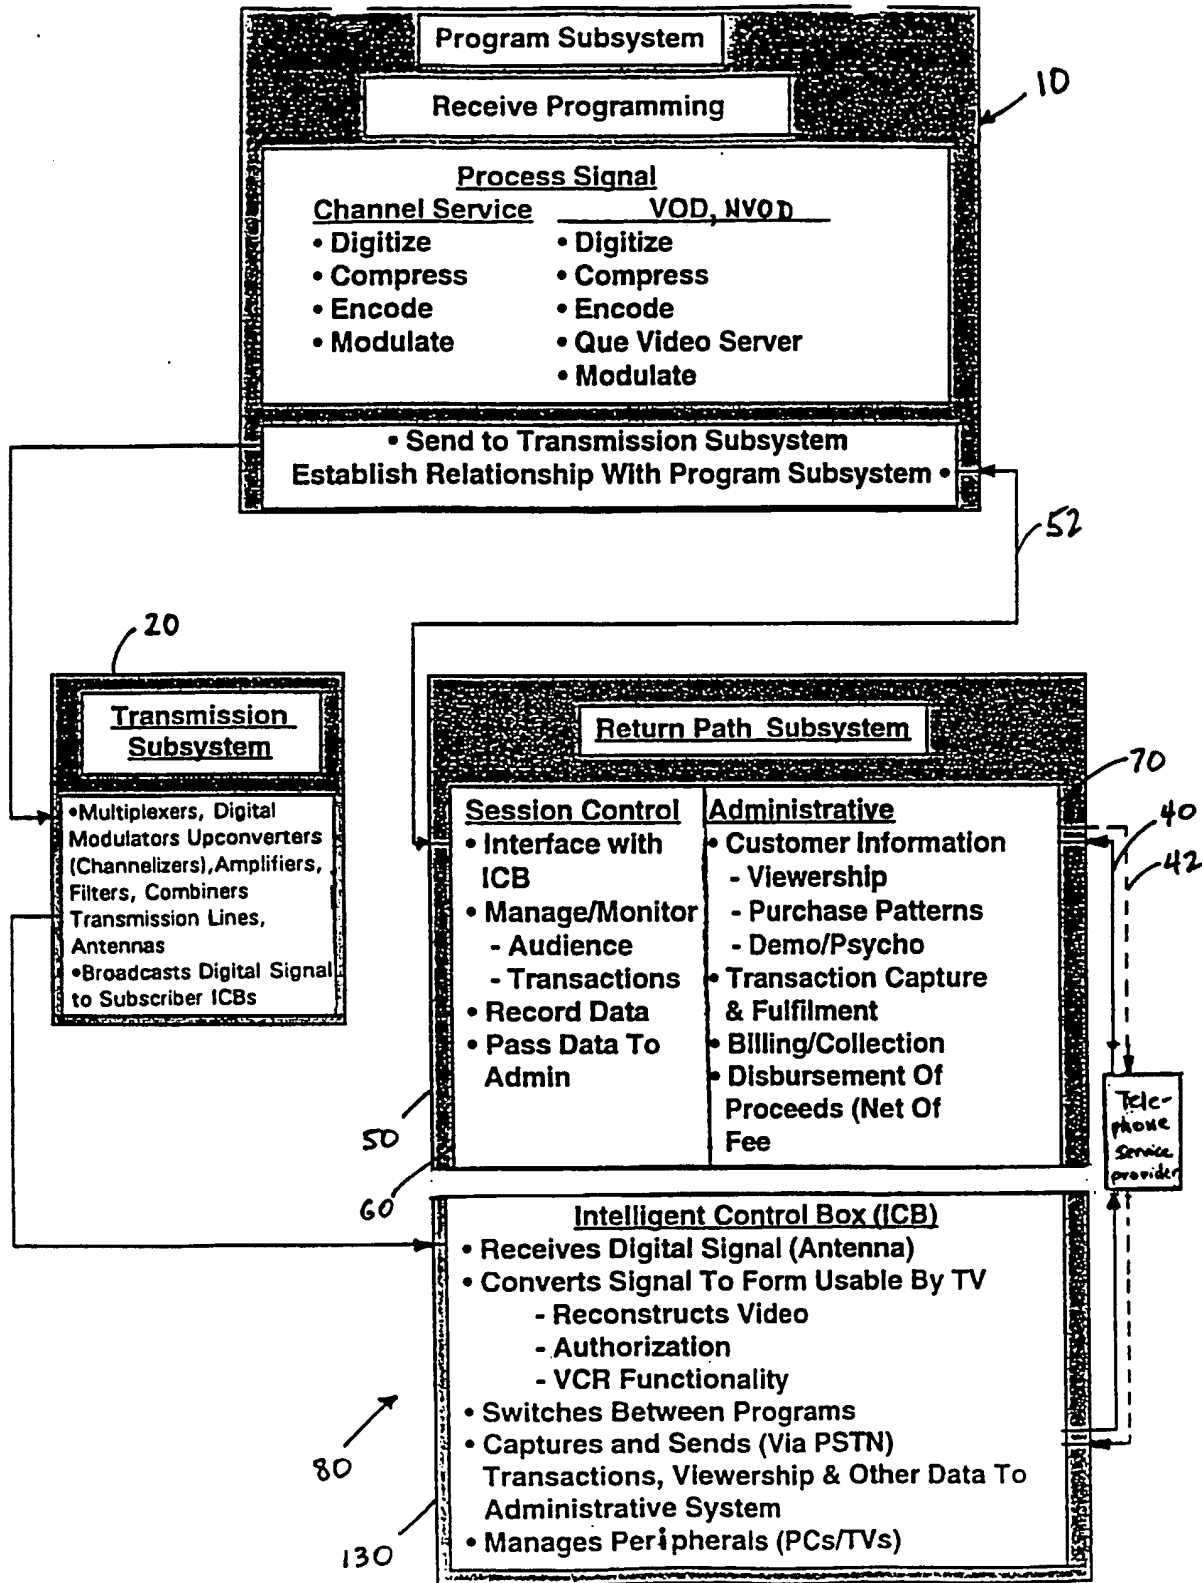 Program Subsystem
Receive Programming
10
Process Signal
Channel Service
• Digitize
• Compress
• Encode
• Modulate
VOD, NVOD
• Digitize
• Compress
• Encode
• Que Video Server
• Modulate
• Send to Transmission Subsystem
Establish Relationship With Program Subsystem •
52
20
Transmission
Subsystem
•Multiplexers, Digital
Modulators Upconverters
(Channelizers),Amplifiers,
Filters, Combiners
Transmission Lines,
Antennas
•Broadcasts Digital Signal
to Subscriber ICBs
Return Path Subsystem
70
40
42
Session Control
• Interface with
ICB
• Manage/Monitor
- Audience
- Transactions
• Record Data
• Pass Data To
Admin
Administrative
• Customer Information
- Viewership
- Purchase Patterns
- Demo/Psycho
• Transaction Capture
& Fulfilment
• Billing/Collection
• Disbursement Of
Proceeds (Net Of
Fee
50
60
Tele-
phone
service
provider
Intelligent Control Box (ICB)
• Receives Digital Signal (Antenna)
• Converts Signal To Form Usable By TV
- Reconstructs Video
- Authorization
- VCR Functionality
• Switches Between Programs
• Captures and Sends (Via PSTN)
Transactions, Viewership & Other Data To
Administrative System
• Manages Peripherals (PCs/TVs)
80
130